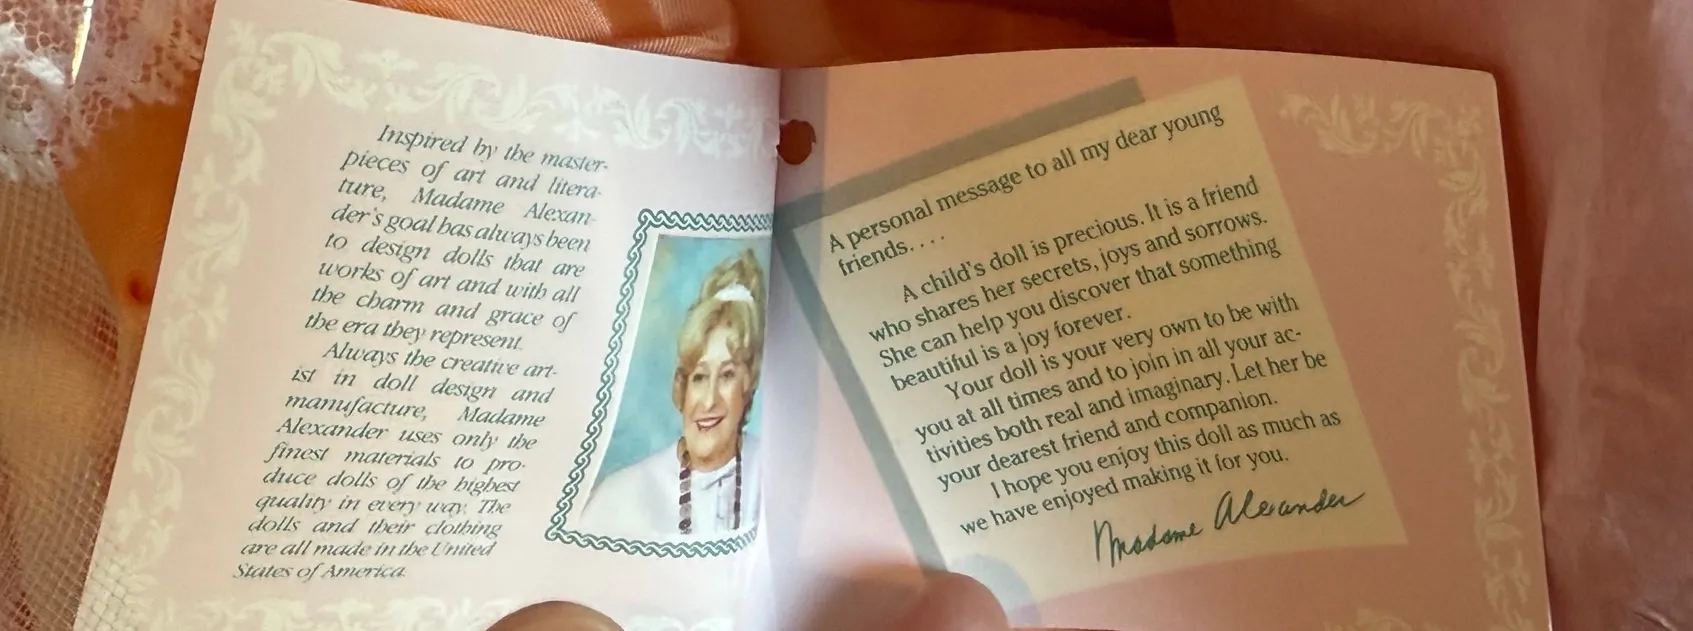 Inspired by the master-
pieces of art and litera-
ture, Madame Alexan-
der's goal has always been
to design dolls that are
works of art and with all
the charm and grace of
the era they represent.
Always the creative art-
ist in doll design and
manufacture, Madame
Alexander uses only the
finest materials to pro-
duce dolls of the highest
quality in every way. The
dolls and their clothing
are all made in the United
States of America.
A personal message to all my dear young
friends....
A child's doll is precious. It is a friend
who shares her secrets, joys and sorrows.
She can help you discover that something
beautiful is a joy forever.
Your doll is your very own to be with
you at all times and to join in all your ac-
tivities both real and imaginary. Let her be
your dearest friend and companion.
I hope you enjoy this doll as much as
we have enjoyed making it for you.
Madame Alexander